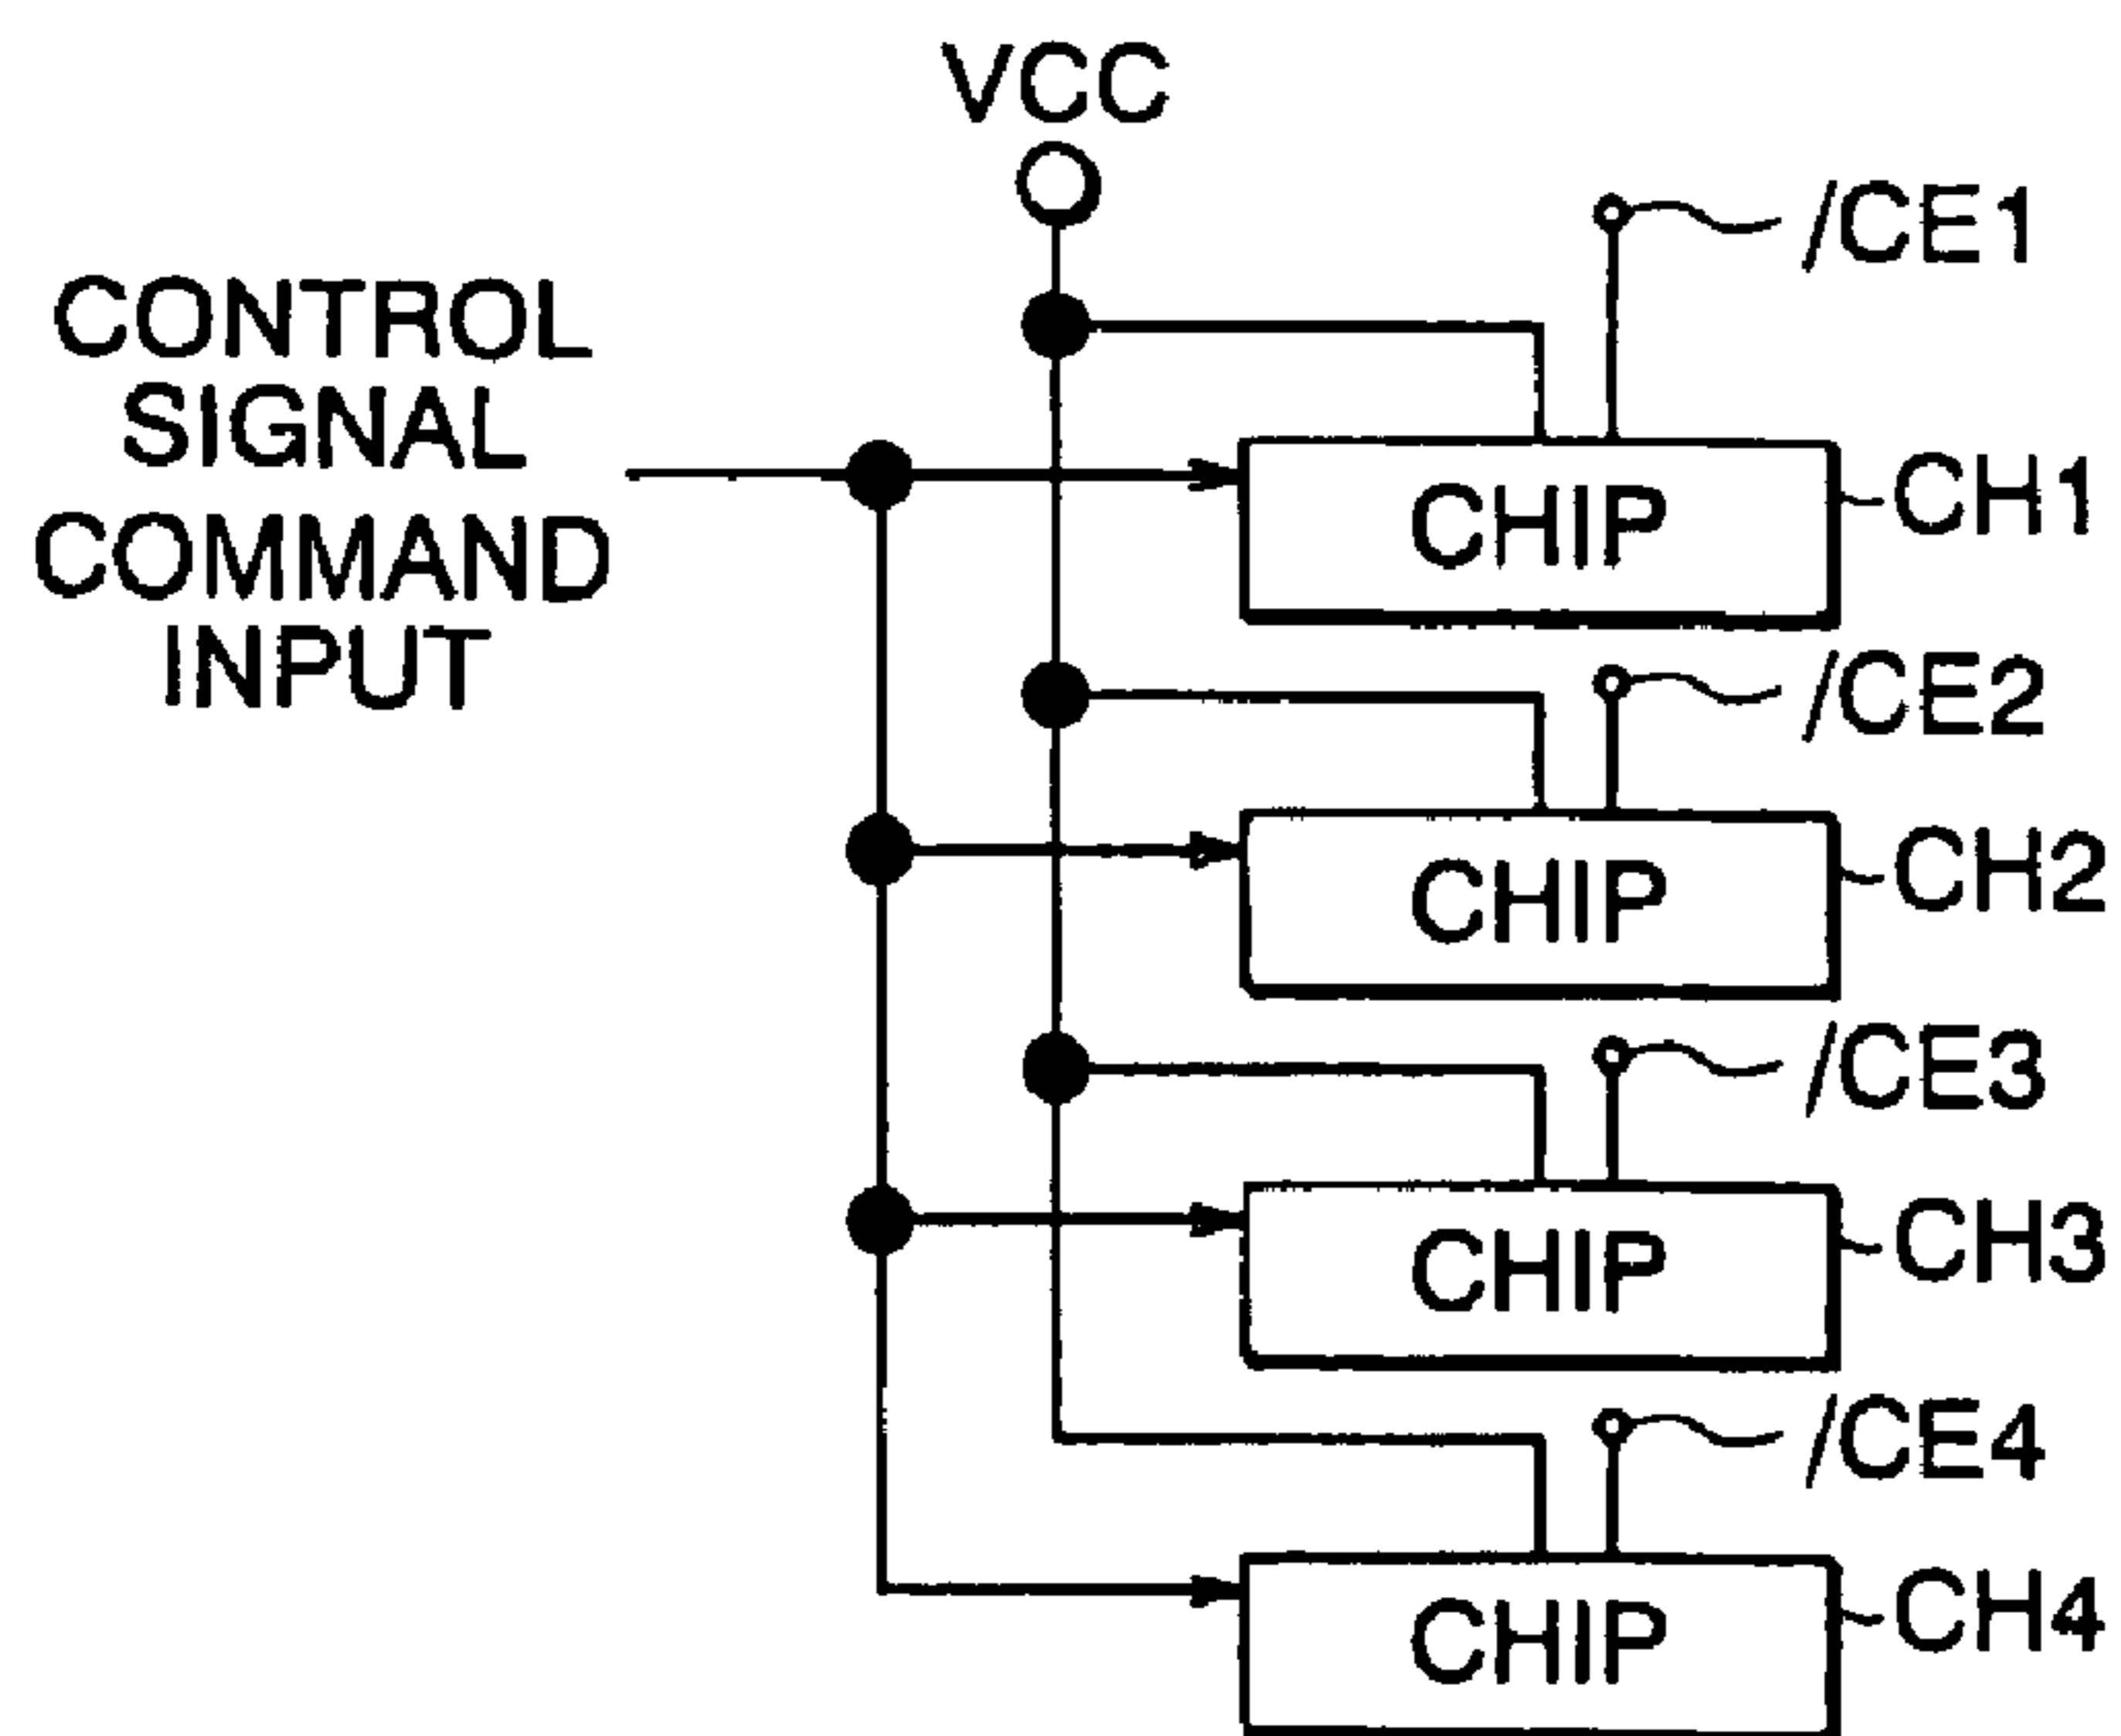 VCC
/CE1
CONTROL
SIGNAL
COMMAND
INPUT
CHIP
CH1
/CE2
CHIP
CH2
/CE3
CHIP
CH3
/CE4
CHIP
CH4